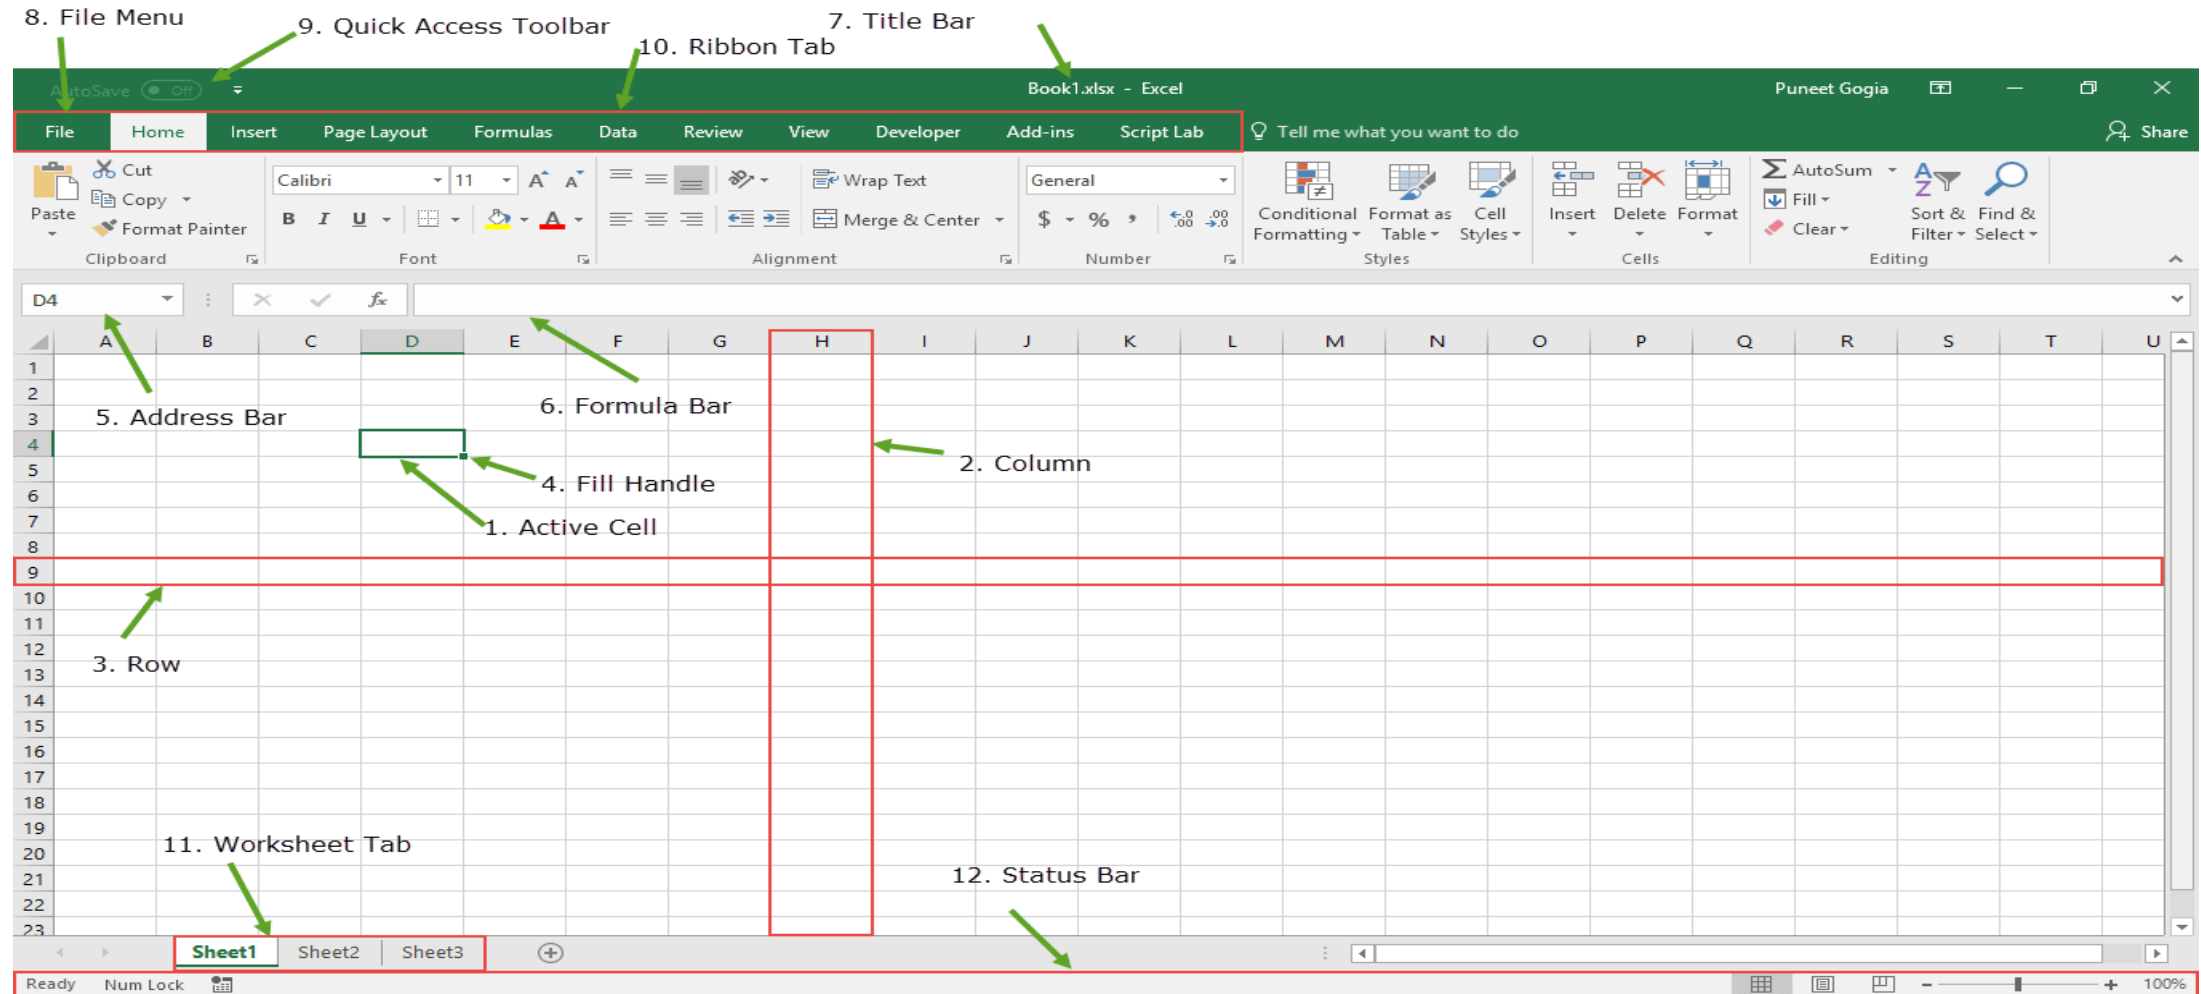 8. File Menu
9. Quick Access Toolbar
7. Title Bar
10. Ribbon Tab
AutoSave Off
Book1.xlsx - Excel
Puneet Gogia
File Home Insert Page Layout Formulas Data Review View Developer Add-ins Script Lab Tell me what you want to do Share
Cut
Copy
Format Painter
Paste
Clipboard
Calibri 11 A A
B I U A
Font
Wrap Text
Merge & Center
Alignment
General
$ % , .0 .00 .00 .0
Number
Conditional Formatting
Format as Table
Cell Styles
Styles
Insert Delete Format
Cells
AutoSum
Fill
Clear
Sort & Filter
Find & Select
Editing
D4 fx
A B C D E F G H I J K L M N O P Q R S T U
1
2
3
4
5
6
7
8
9
10
11
12
13
14
15
16
17
18
19
20
21
22
23
5. Address Bar
6. Formula Bar
2. Column
4. Fill Handle
1. Active Cell
3. Row
11. Worksheet Tab
12. Status Bar
Sheet1 Sheet2 Sheet3
Ready Num Lock 100%